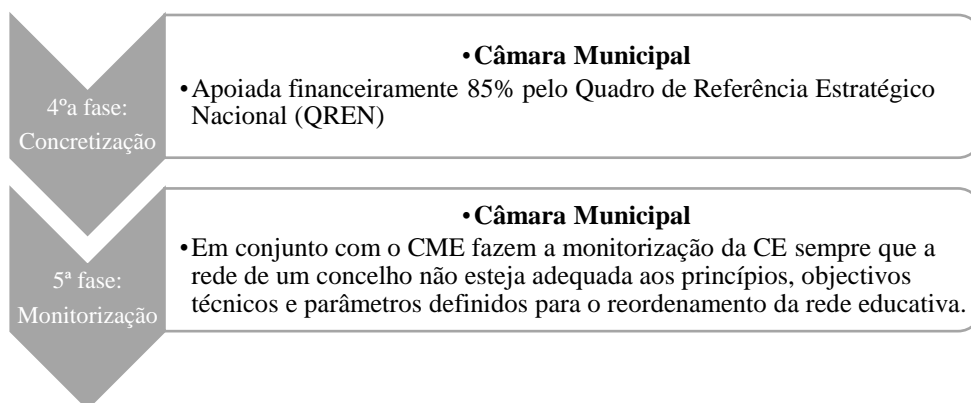 4ºa fase:
Concretização
•Câmara Municipal
•Apoiada financeiramente 85% pelo Quadro de Referência Estratégico
Nacional (QREN)
5ª fase:
Monitorização
•Câmara Municipal
•Em conjunto com o CME fazem a monitorização da CE sempre que a
rede de um concelho não esteja adequada aos princípios, objectivos
técnicos e parâmetros definidos para o reordenamento da rede educativa.